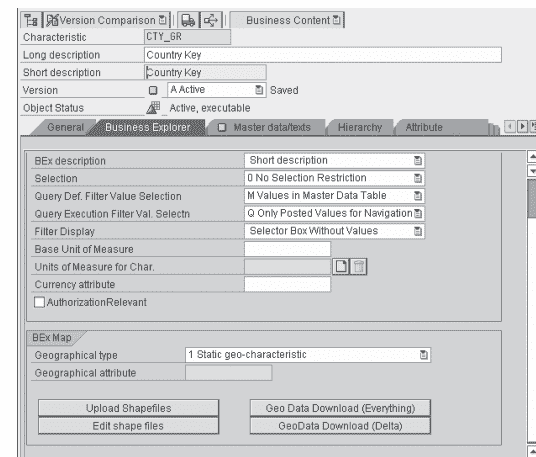 Version Comparison Business Content
Characteristic CTY_GR
Long description Country Key
Short description Country Key
Version A Active Saved
Object Status Active, executable
General Business Explorer Master data/texts Hierarchy Attribute
BEx description Short description
Selection 0 No Selection Restriction
Query Def. Filter Value Selection M Values in Master Data Table
Query Execution Filter Val. Selectn Q Only Posted Values for Navigation
Filter Display Selector Box Without Values
Base Unit of Measure
Units of Measure for Char.
Currency attribute
AuthorizationRelevant
BEx Map
Geographical type 1 Static geo-characteristic
Geographical attribute
Upload Shapefiles Geo Data Download (Everything)
Edit shape files GeoData Download (Delta)